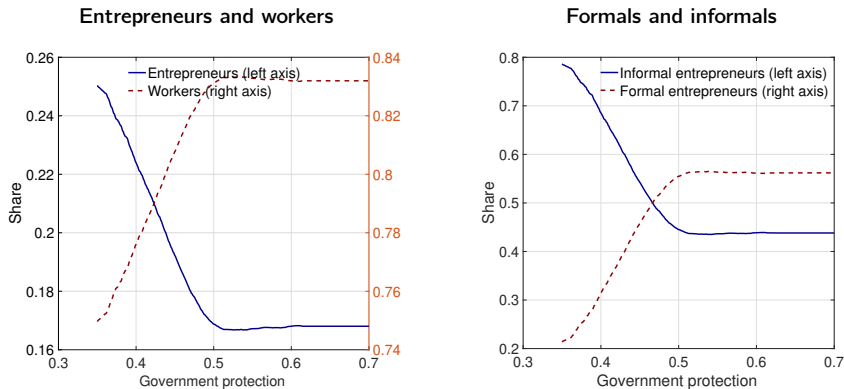 Entrepreneurs and workers
0.26
0.24
0.22
0.2
0.18
0.16
Share
Entrepreneurs (left axis)
Workers (right axis)
0.84
0.82
0.8
0.78
0.76
0.74
0.3 0.4 0.5 0.6 0.7
Government protection
Formals and informals
0.8
0.7
0.6
0.5
0.4
0.3
0.2
Share
Informal entrepreneurs (left axis)
Formal entrepreneurs (right axis)
0.3 0.4 0.5 0.6 0.7
Government protection